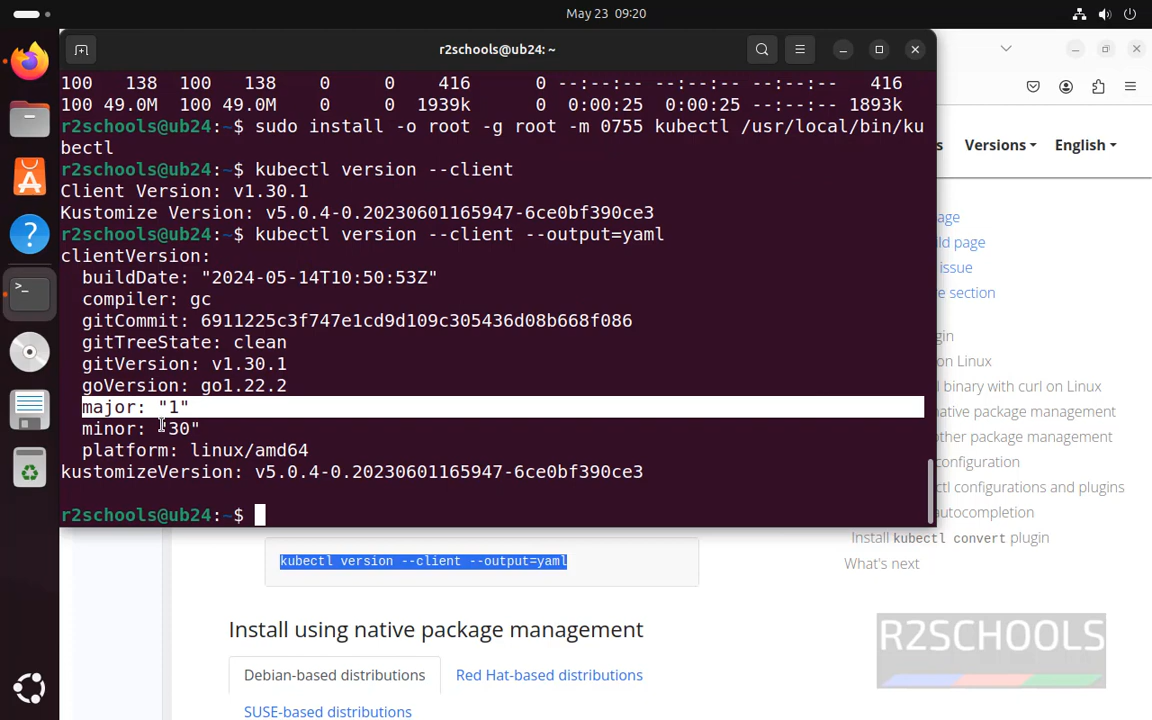 May 23 09:20
r2schools@ub24: ~
100 138 100 138 0 0 416 0 --:--:-- --:--:-- --:--:-- 416
100 49.0M 100 49.0M 0 0 1939k 0 0:00:25 0:00:25 --:--:-- 1893k
r2schools@ub24:~$ sudo install -o root -g root -m 0755 kubectl /usr/local/bin/ku
bectl
r2schools@ub24:~$ kubectl version --client
Client Version: v1.30.1
Kustomize Version: v5.0.4-0.20230601165947-6ce0bf390ce3
r2schools@ub24:~$ kubectl version --client --output=yaml
clientVersion:
  buildDate: "2024-05-14T10:50:53Z"
  compiler: gc
  gitCommit: 6911225c3f747e1cd9d109c305436d08b668f086
  gitTreeState: clean
  gitVersion: v1.30.1
  goVersion: go1.22.2
  major: "1"
  minor: "30"
  platform: linux/amd64
kustomizeVersion: v5.0.4-0.20230601165947-6ce0bf390ce3
r2schools@ub24:~$
s Versions English
age
ld page
issue
e section
gin
on Linux
l binary with curl on Linux
native package management
other package management
configuration
ctl configurations and plugins
autocompletion
Install kubectl convert plugin
What's next
kubectl version --client --output=yaml
Install using native package management
Debian-based distributions Red Hat-based distributions
SUSE-based distributions
R2SCHOOLS